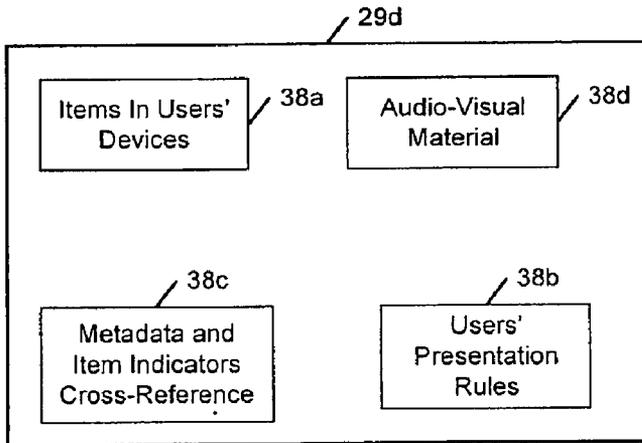 29d
Items In Users'
Devices
38a
Audio-Visual
Material
38d
38c
Metadata and
Item Indicators
Cross-Reference
38b
Users'
Presentation
Rules